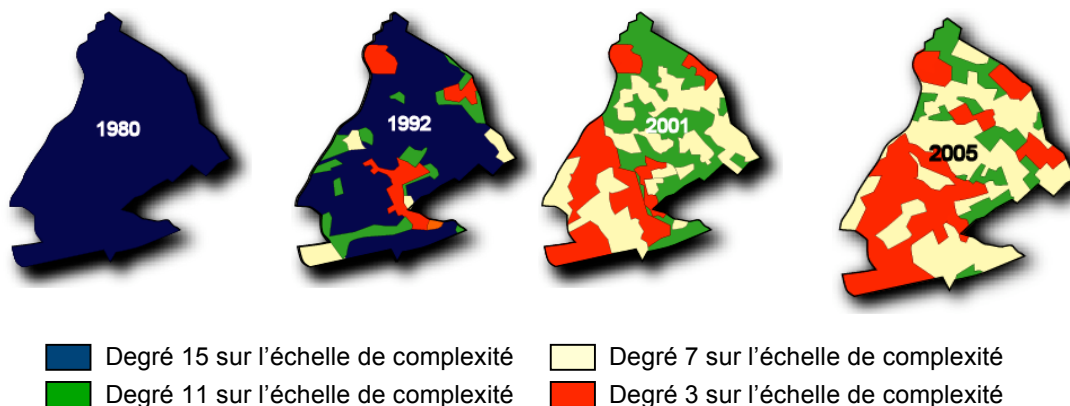 1980
1992
2001
2005
Degré 15 sur l’échelle de complexité
Degré 7 sur l’échelle de complexité
Degré 11 sur l’échelle de complexité
Degré 3 sur l’échelle de complexité